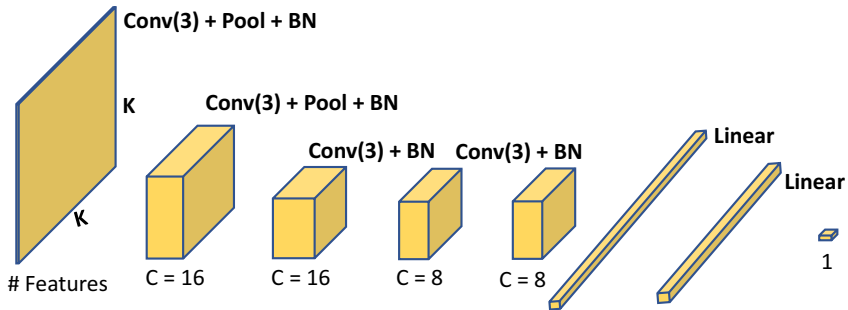 Conv(3) + Pool + BN
K
K
# Features
Conv(3) + Pool + BN
C = 16
Conv(3) + BN
C = 16
Conv(3) + BN
C = 8
C = 8
Linear
Linear
1